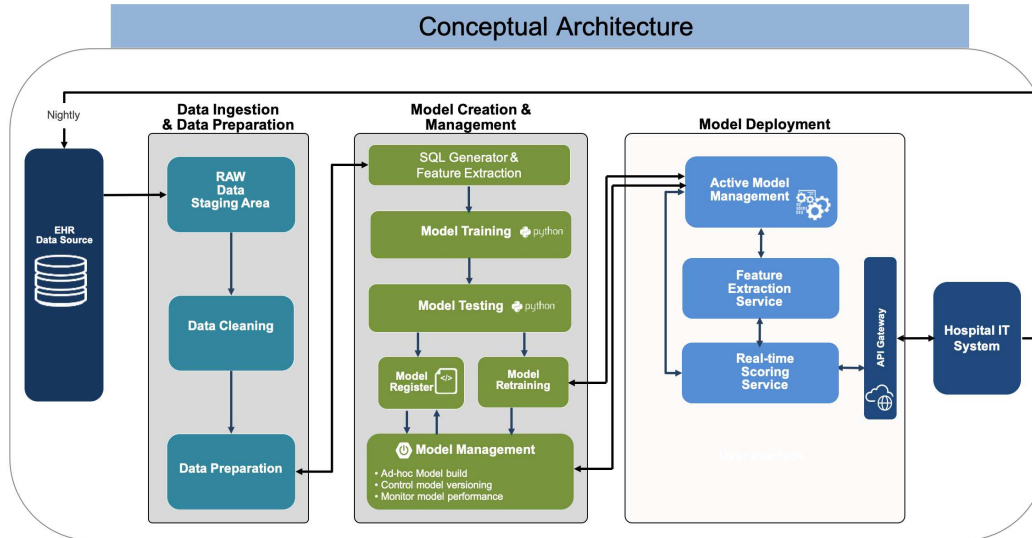 Conceptual Architecture
Nightly
EHR
Data Source
Data Ingestion
& Data Preparation
RAW
Data
Staging Area
Data Cleaning
Data Preparation
Model Creation &
Management
SQL Generator &
Feature Extraction
Model Training
python
Model Testing
python
Model
Register
</>
Model
Retraining
Model Management
• Ad-hoc Model build
• Control model versioning
• Monitor model performance
Model Deployment
Active Model
Management
Feature
Extraction
Service
Real-time
Scoring
Service
API Gateway
Hospital IT
System